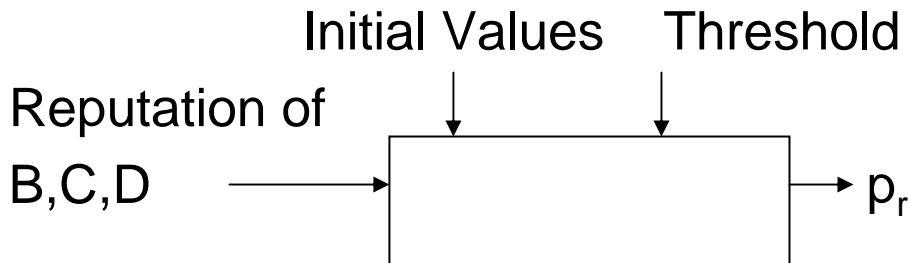 Initial Values Threshold
Reputation of
B,C,D
pr